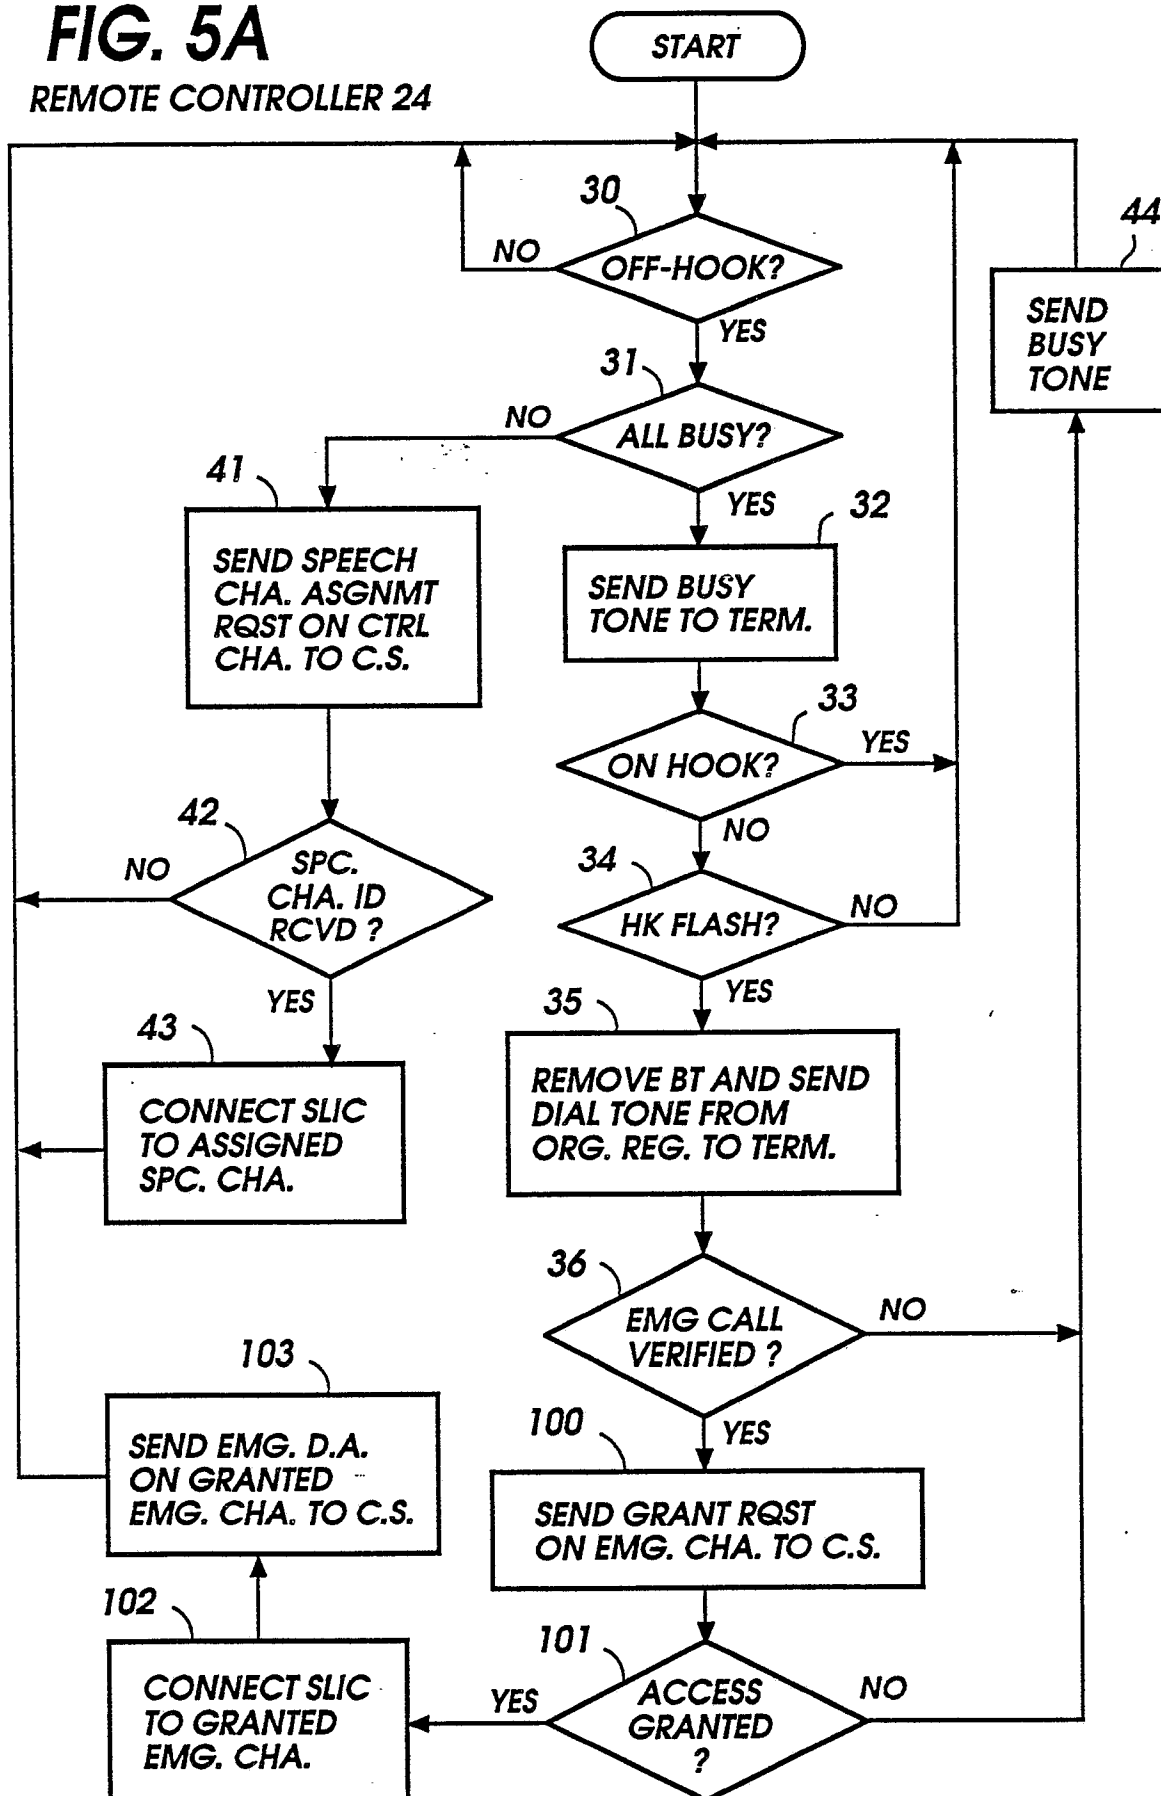 FIG. 5A
REMOTE CONTROLLER 24
START
30
OFF-HOOK?
NO
YES
44
SEND
BUSY
TONE
31
ALL BUSY?
NO
YES
41
SEND SPEECH
CHA. ASGNMT
RQST ON CTRL
CHA. TO C.S.
32
SEND BUSY
TONE TO TERM.
33
ON HOOK?
YES
NO
42
SPC.
CHA. ID
RCVD ?
NO
YES
34
HK FLASH?
NO
YES
43
CONNECT SLIC
TO ASSIGNED
SPC. CHA.
35
REMOVE BT AND SEND
DIAL TONE FROM
ORG. REG. TO TERM.
36
EMG CALL
VERIFIED ?
NO
YES
103
SEND EMG. D.A.
ON GRANTED
EMG. CHA. TO C.S.
100
SEND GRANT RQST
ON EMG. CHA. TO C.S.
102
CONNECT SLIC
TO GRANTED
EMG. CHA.
101
ACCESS
GRANTED
?
YES
NO